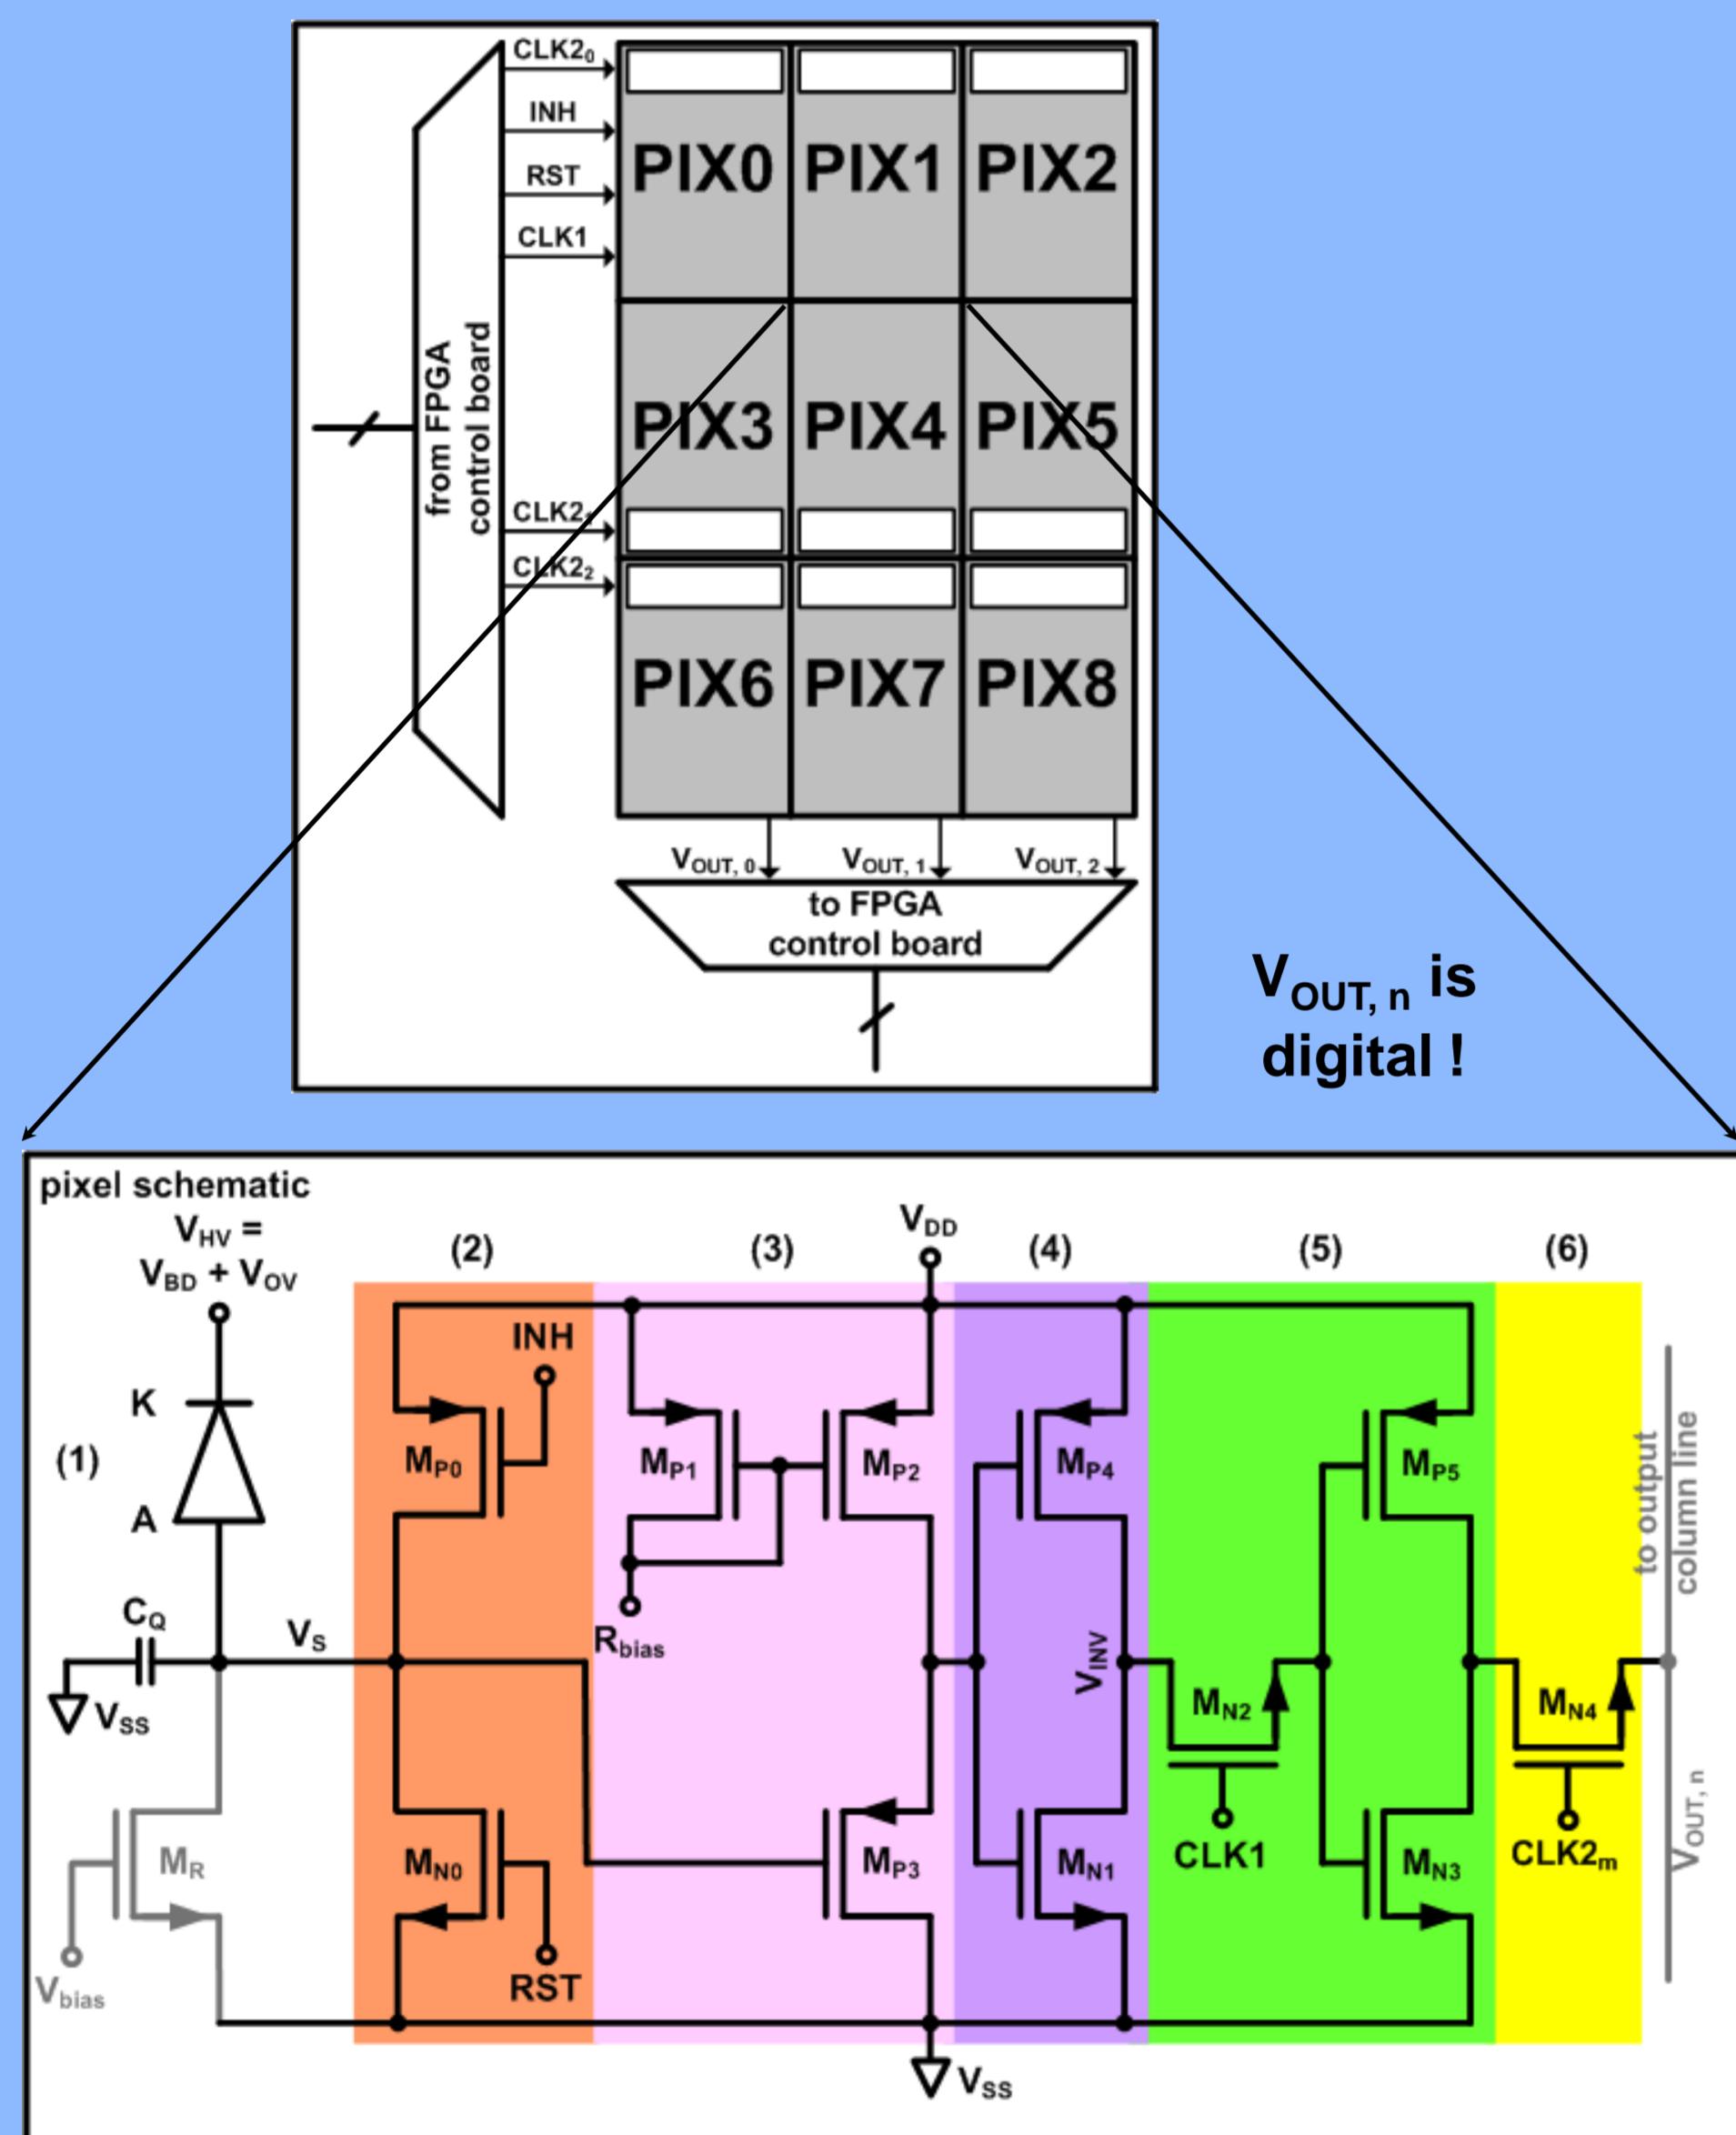 CLK2₀
INH
RST
CLK1
from FPGA
control board
CLK2₁
CLK2₂
PIX0 PIX1 PIX2
PIX3 PIX4 PIX5
PIX6 PIX7 PIX8
V_OUT, 0 V_OUT, 1 V_OUT, 2
to FPGA
control board
V_OUT, n is
digital !
pixel schematic
V_HV =
V_BD + V_OV
(1)
K
A
C_Q
V_SS
V_S
M_R
V_bias
(2)
INH
M_P0
M_N0
RST
(3)
V_DD
M_P1
M_P2
R_bias
M_P3
V_SS
(4)
M_P4
V_INV
M_N1
(5)
M_P5
M_N2
CLK1
M_N3
(6)
M_N4
CLK2_m
to output
column line
V_OUT, n